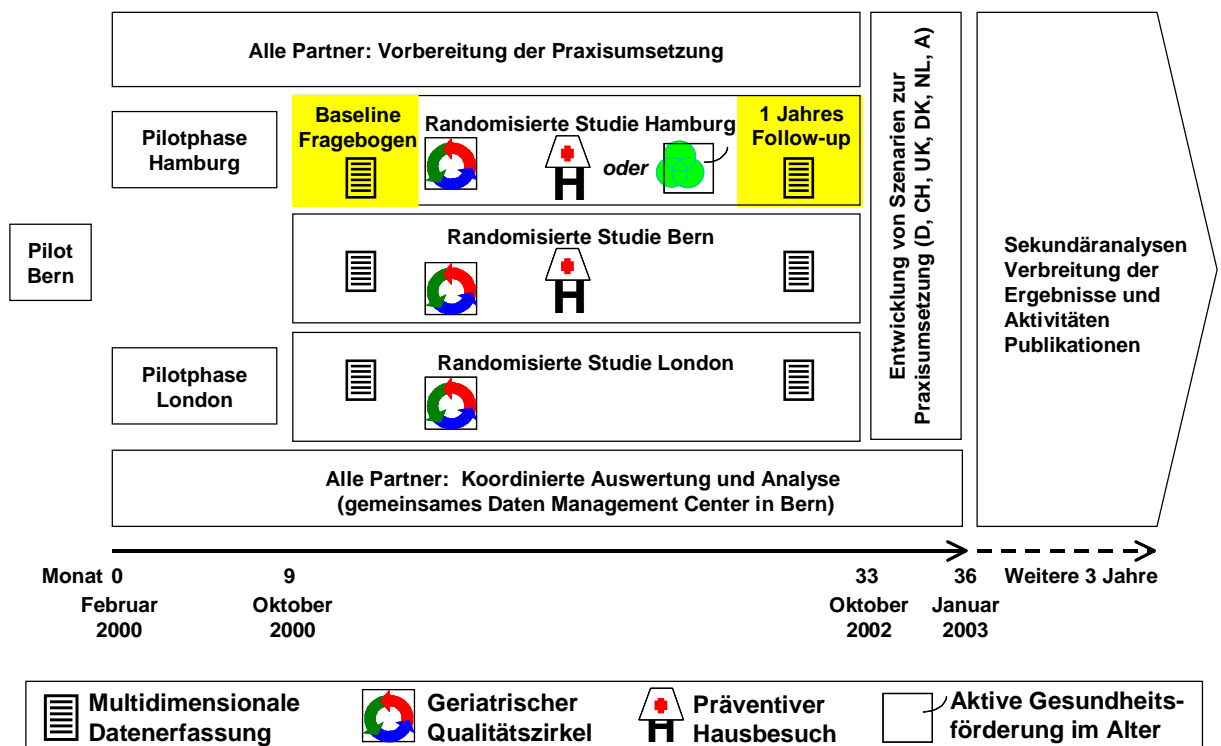 Alle Partner: Vorbereitung der Praxisumsetzung
Pilotphase
Hamburg
Baseline
Fragebogen
Randomisierte Studie Hamburg
oder
1 Jahres
Follow-up
Pilot
Bern
Randomisierte Studie Bern
Pilotphase
London
Randomisierte Studie London
Entwicklung von Szenarien zur
Praxisumsetzung (D, CH, UK, DK, NL, A)
Sekundäranalysen
Verbreitung der
Ergebnisse und
Aktivitäten
Publikationen
Alle Partner: Koordinierte Auswertung und Analyse
(gemeinsames Daten Management Center in Bern)
Monat 0
Februar
2000
9
Oktober
2000
33
Oktober
2002
36
Januar
2003
Weitere 3 Jahre
Multidimensionale
Datenerfassung
Geriatrischer
Qualitätszirkel
Präventiver
Hausbesuch
Aktive Gesundheits-
förderung im Alter